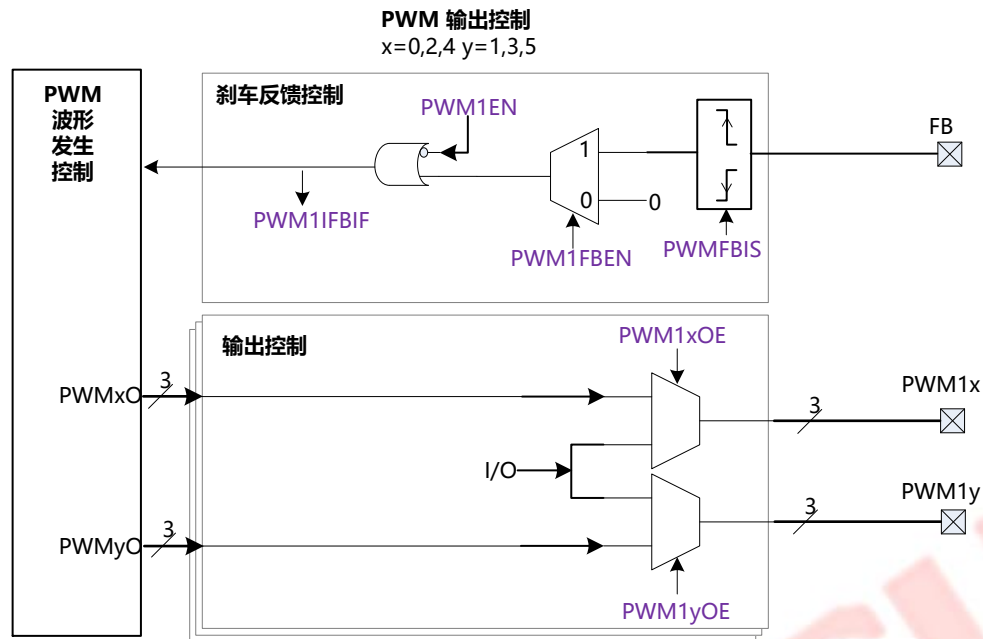 PWM 输出控制
x=0,2,4 y=1,3,5
PWM
波形
发生
控制
刹车反馈控制
PWM1EN
FB
1
0
0
PWM1IFBIF
PWM1FBEN
PWMFBIS
输出控制
PWM1xOE
PWMxO
3
3
PWM1x
I/O
PWMyO
3
3
PWM1y
PWM1yOE